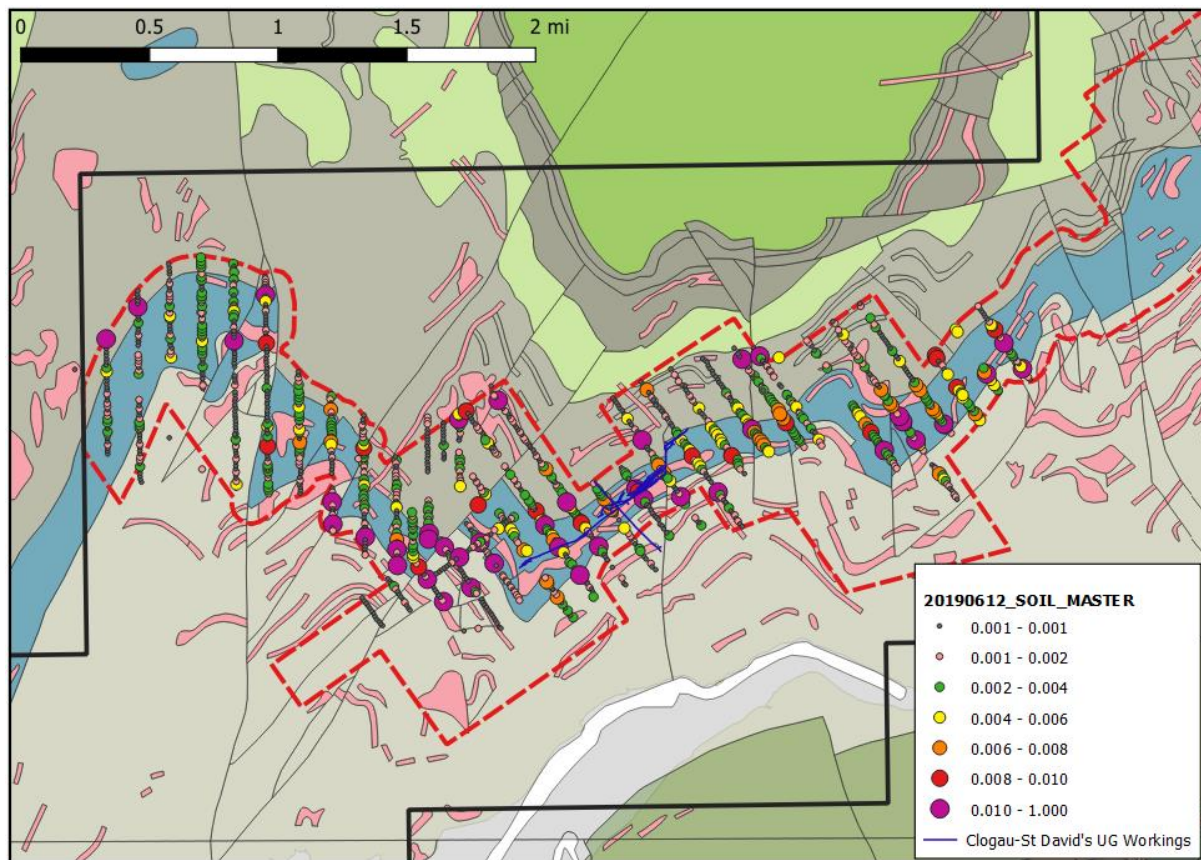 0 0.5 1 1.5 2 mi
20190612_SOIL_MASTER
0.001 - 0.001
0.001 - 0.002
0.002 - 0.004
0.004 - 0.006
0.006 - 0.008
0.008 - 0.010
0.010 - 1.000
Clogau-St David's UG Workings